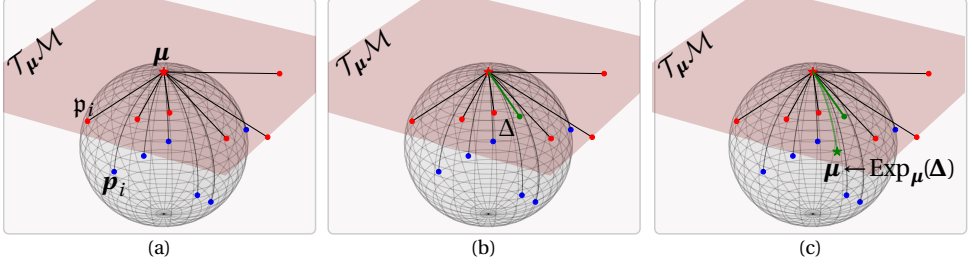 𝒯_𝝁ℳ
𝝁
𝔭_i
𝒑_i
(a)
𝒯_𝝁ℳ
Δ
(b)
𝒯_𝝁ℳ
𝝁 ← Exp_𝝁(𝚫)
(c)